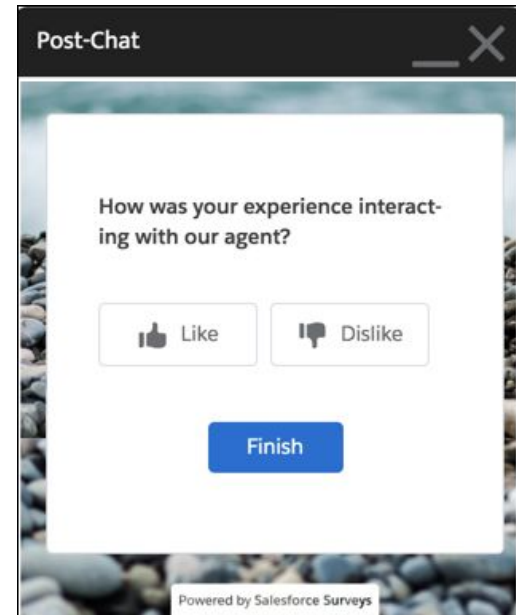 Post-Chat
How was your experience interact-
ing with our agent?
Like
Dislike
Finish
Powered by Salesforce Surveys